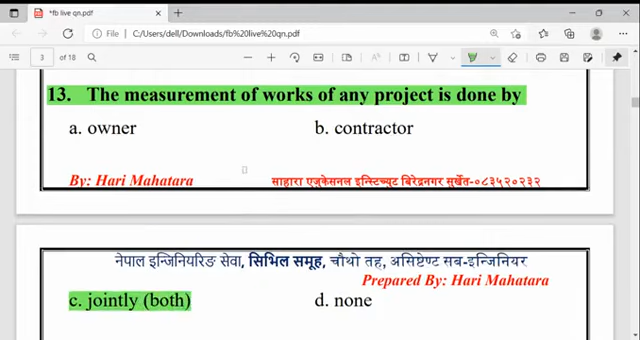 *fb live qn.pdf
File C:/Users/dell/Downloads/fb%20live%20qn.pdf
3 of 18
13. The measurement of works of any project is done by
a. owner b. contractor
By: Hari Mahatara साहारा एजुकेसनल इन्स्टिच्युट बिरेद्रनगर सुर्खेत-०८३५२०२३२
नेपाल इन्जिनियरिङ सेवा, सिभिल समूह, चौथो तह, असिष्टेण्ट सब-इन्जिनियर
Prepared By: Hari Mahatara
c. jointly (both) d. none